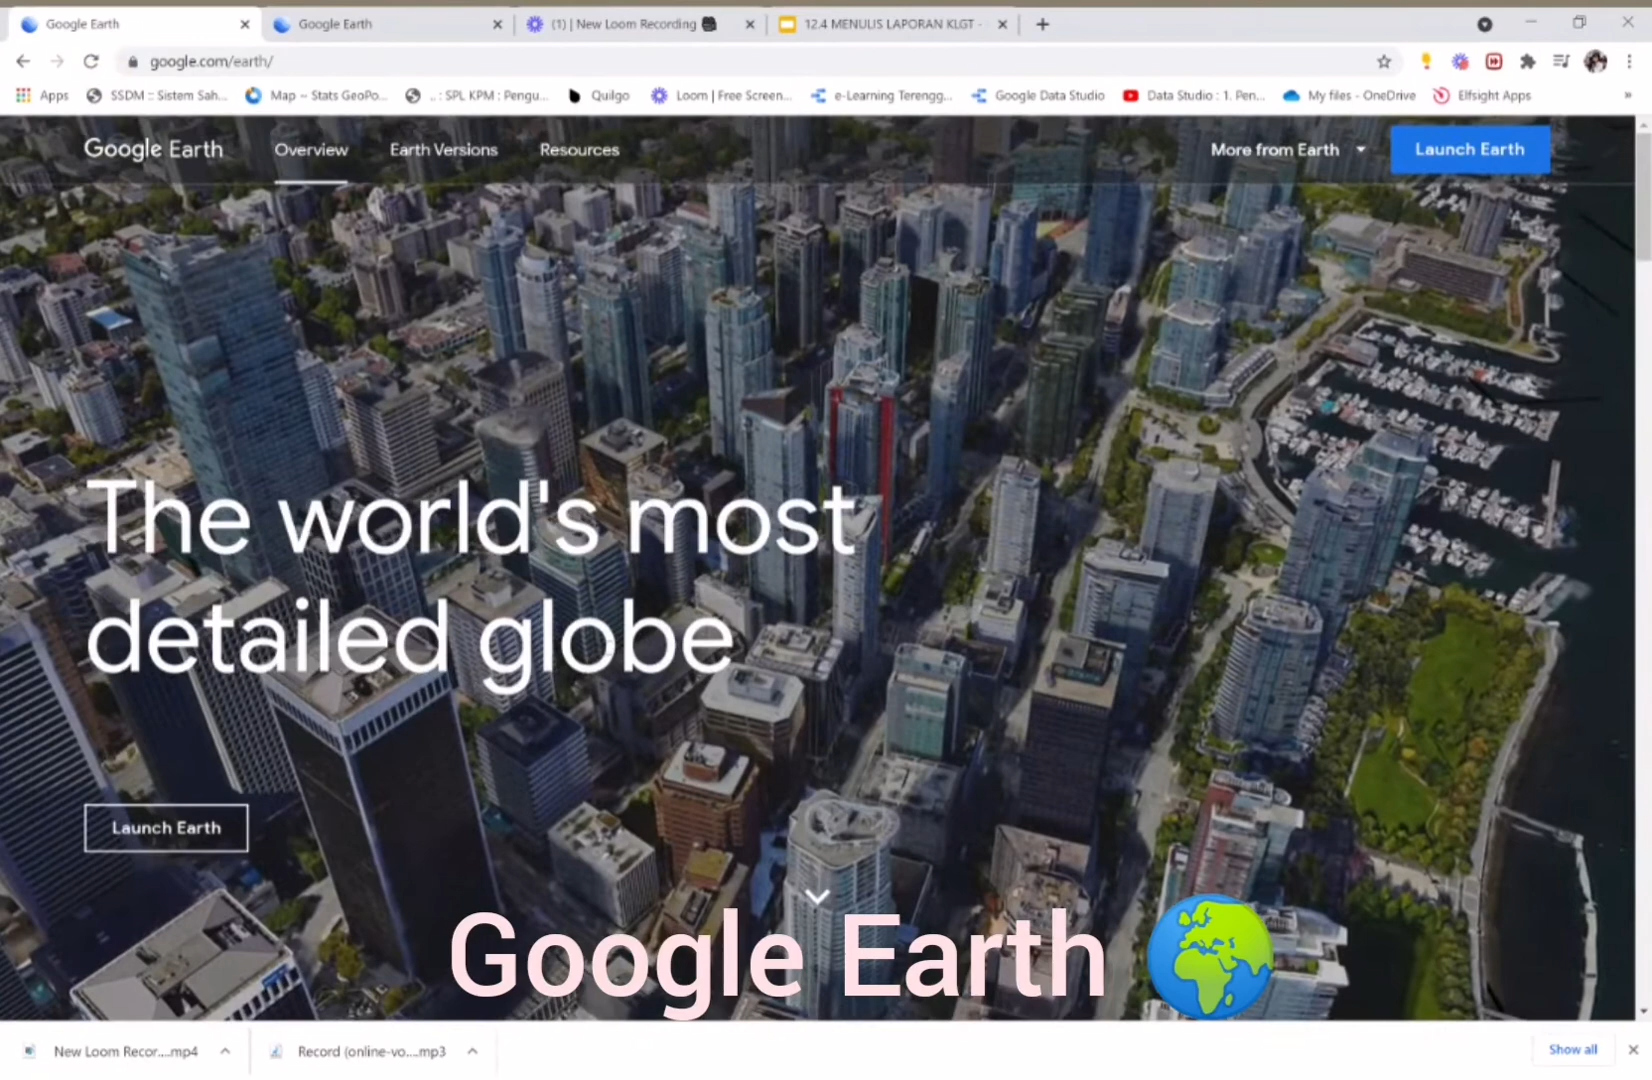 Google Earth
Google Earth
(1) | New Loom Recording
12.4 MENULIS LAPORAN KLGT -
google.com/earth/
Apps
SSDM :: Sistem Sah...
Map – Stats GeoPo...
..: SPL KPM : Pengu...
Quilgo
Loom | Free Screen...
e-Learning Terengg...
Google Data Studio
Data Studio : 1. Pen...
My files - OneDrive
Elfsight Apps
»
Google Earth
Overview
Earth Versions
Resources
More from Earth
Launch Earth
The world's most
detailed globe
Launch Earth
Google Earth 🌍
New Loom Recor....mp4
Record (online-vo....mp3
Show all